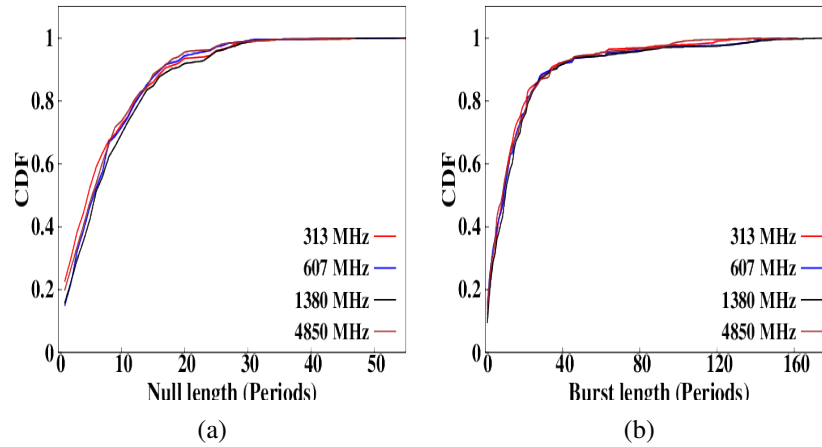 1
0.8
0.6
0.4
0.2
0
CDF
313 MHz
607 MHz
1380 MHz
4850 MHz
0 10 20 30 40 50
Null length (Periods)
(a)
1
0.8
0.6
0.4
0.2
0
CDF
313 MHz
607 MHz
1380 MHz
4850 MHz
0 40 80 120 160
Burst length (Periods)
(b)